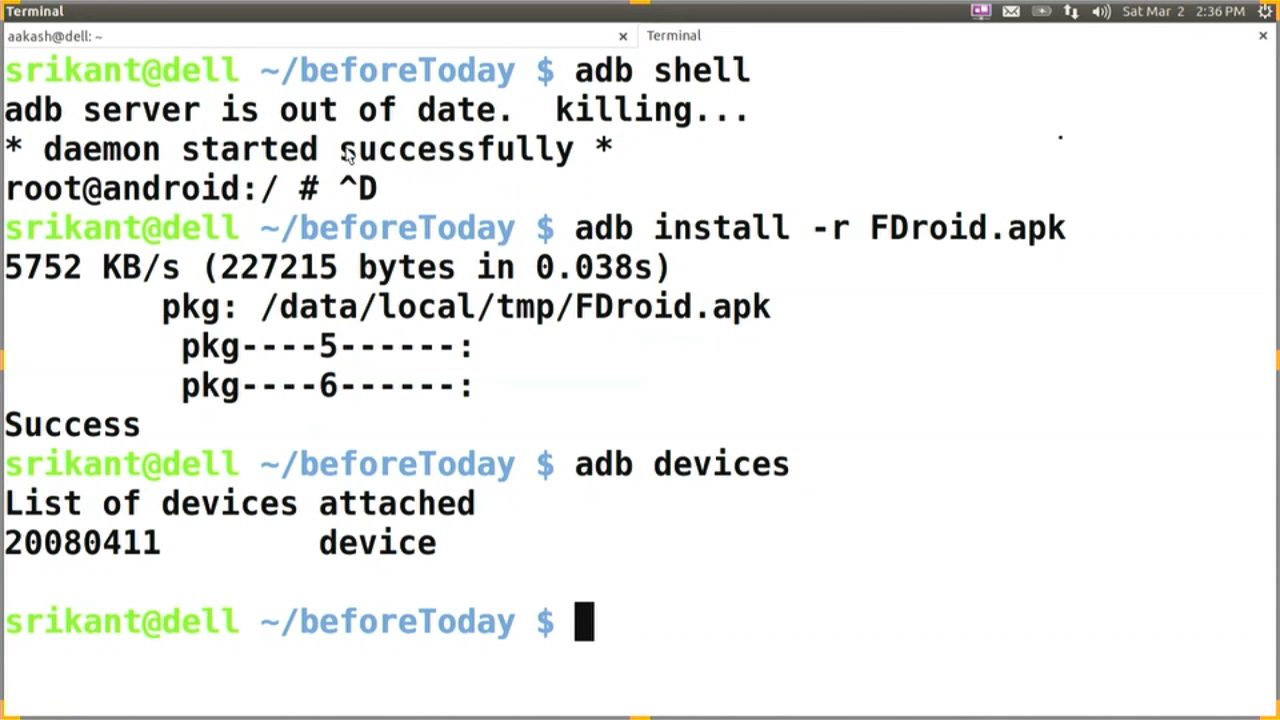 Terminal
Sat Mar 2 2:36 PM
aakash@dell: ~ × Terminal ×
srikant@dell ~/beforeToday $ adb shell
adb server is out of date.  killing...
* daemon started successfully *
root@android:/ # ^D
srikant@dell ~/beforeToday $ adb install -r FDroid.apk
5752 KB/s (227215 bytes in 0.038s)
pkg: /data/local/tmp/FDroid.apk
pkg----5------:
pkg----6------:
Success
srikant@dell ~/beforeToday $ adb devices
List of devices attached
20080411 device
srikant@dell ~/beforeToday $